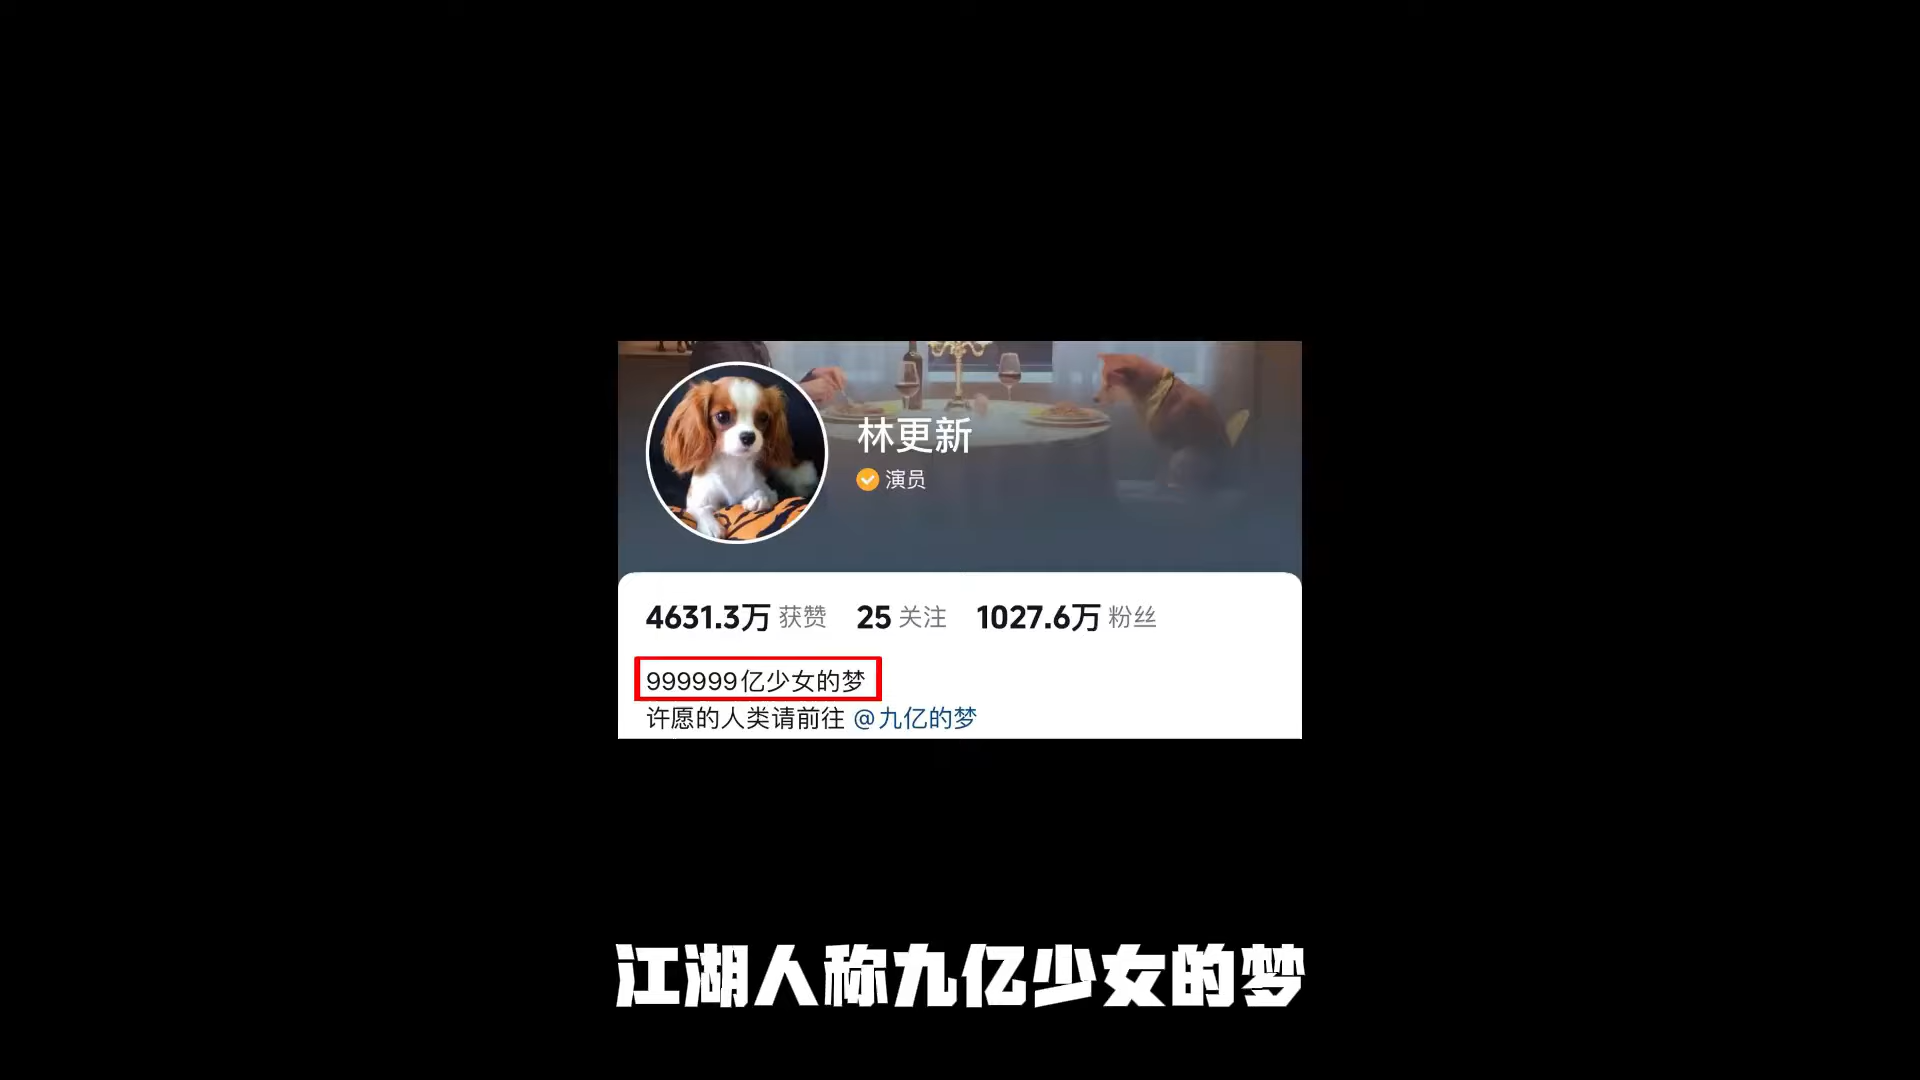 林更新
演员
4631.3万 获赞 25 关注 1027.6万 粉丝
999999亿少女的梦
许愿的人类请前往 @九亿的梦
江湖人称九亿少女的梦